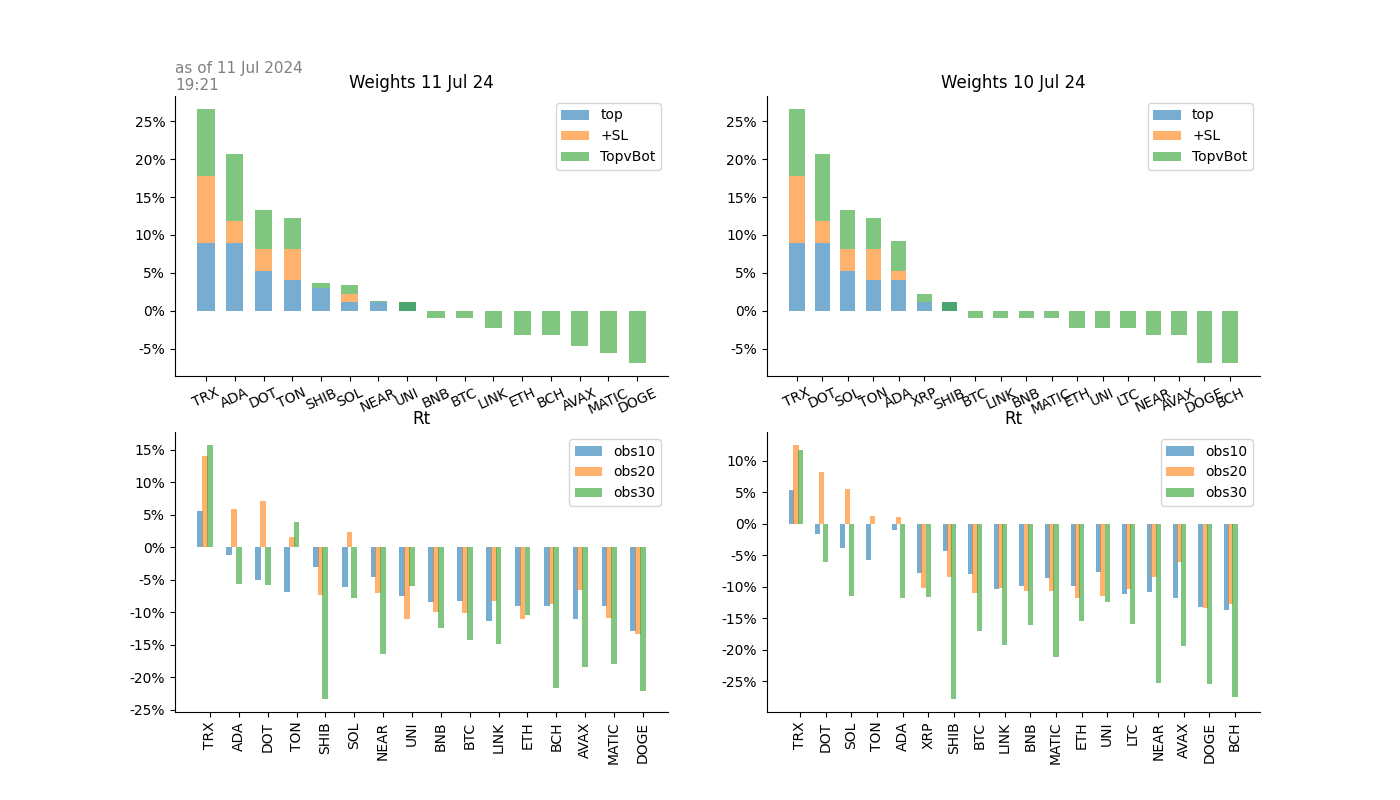 as of 11 Jul 2024
19:21
Weights 11 Jul 24
top
+SL
TopvBot
25%
20%
15%
10%
5%
0%
-5%
TRX ADA DOT TON SHIB SOL NEAR UNI BNB BTC LINK ETH BCH AVAX MATIC DOGE
Weights 10 Jul 24
top
+SL
TopvBot
25%
20%
15%
10%
5%
0%
-5%
TRX DOT SOL TON ADA XRP SHIB BTC LINK BNB MATIC ETH UNI LTC NEAR AVAX DOGE BCH
Rt
obs10
obs20
obs30
15%
10%
5%
0%
-5%
-10%
-15%
-20%
-25%
TRX ADA DOT TON SHIB SOL NEAR UNI BNB BTC LINK ETH BCH AVAX MATIC DOGE
Rt
obs10
obs20
obs30
10%
5%
0%
-5%
-10%
-15%
-20%
-25%
TRX DOT SOL TON ADA XRP SHIB BTC LINK BNB MATIC ETH UNI LTC NEAR AVAX DOGE BCH